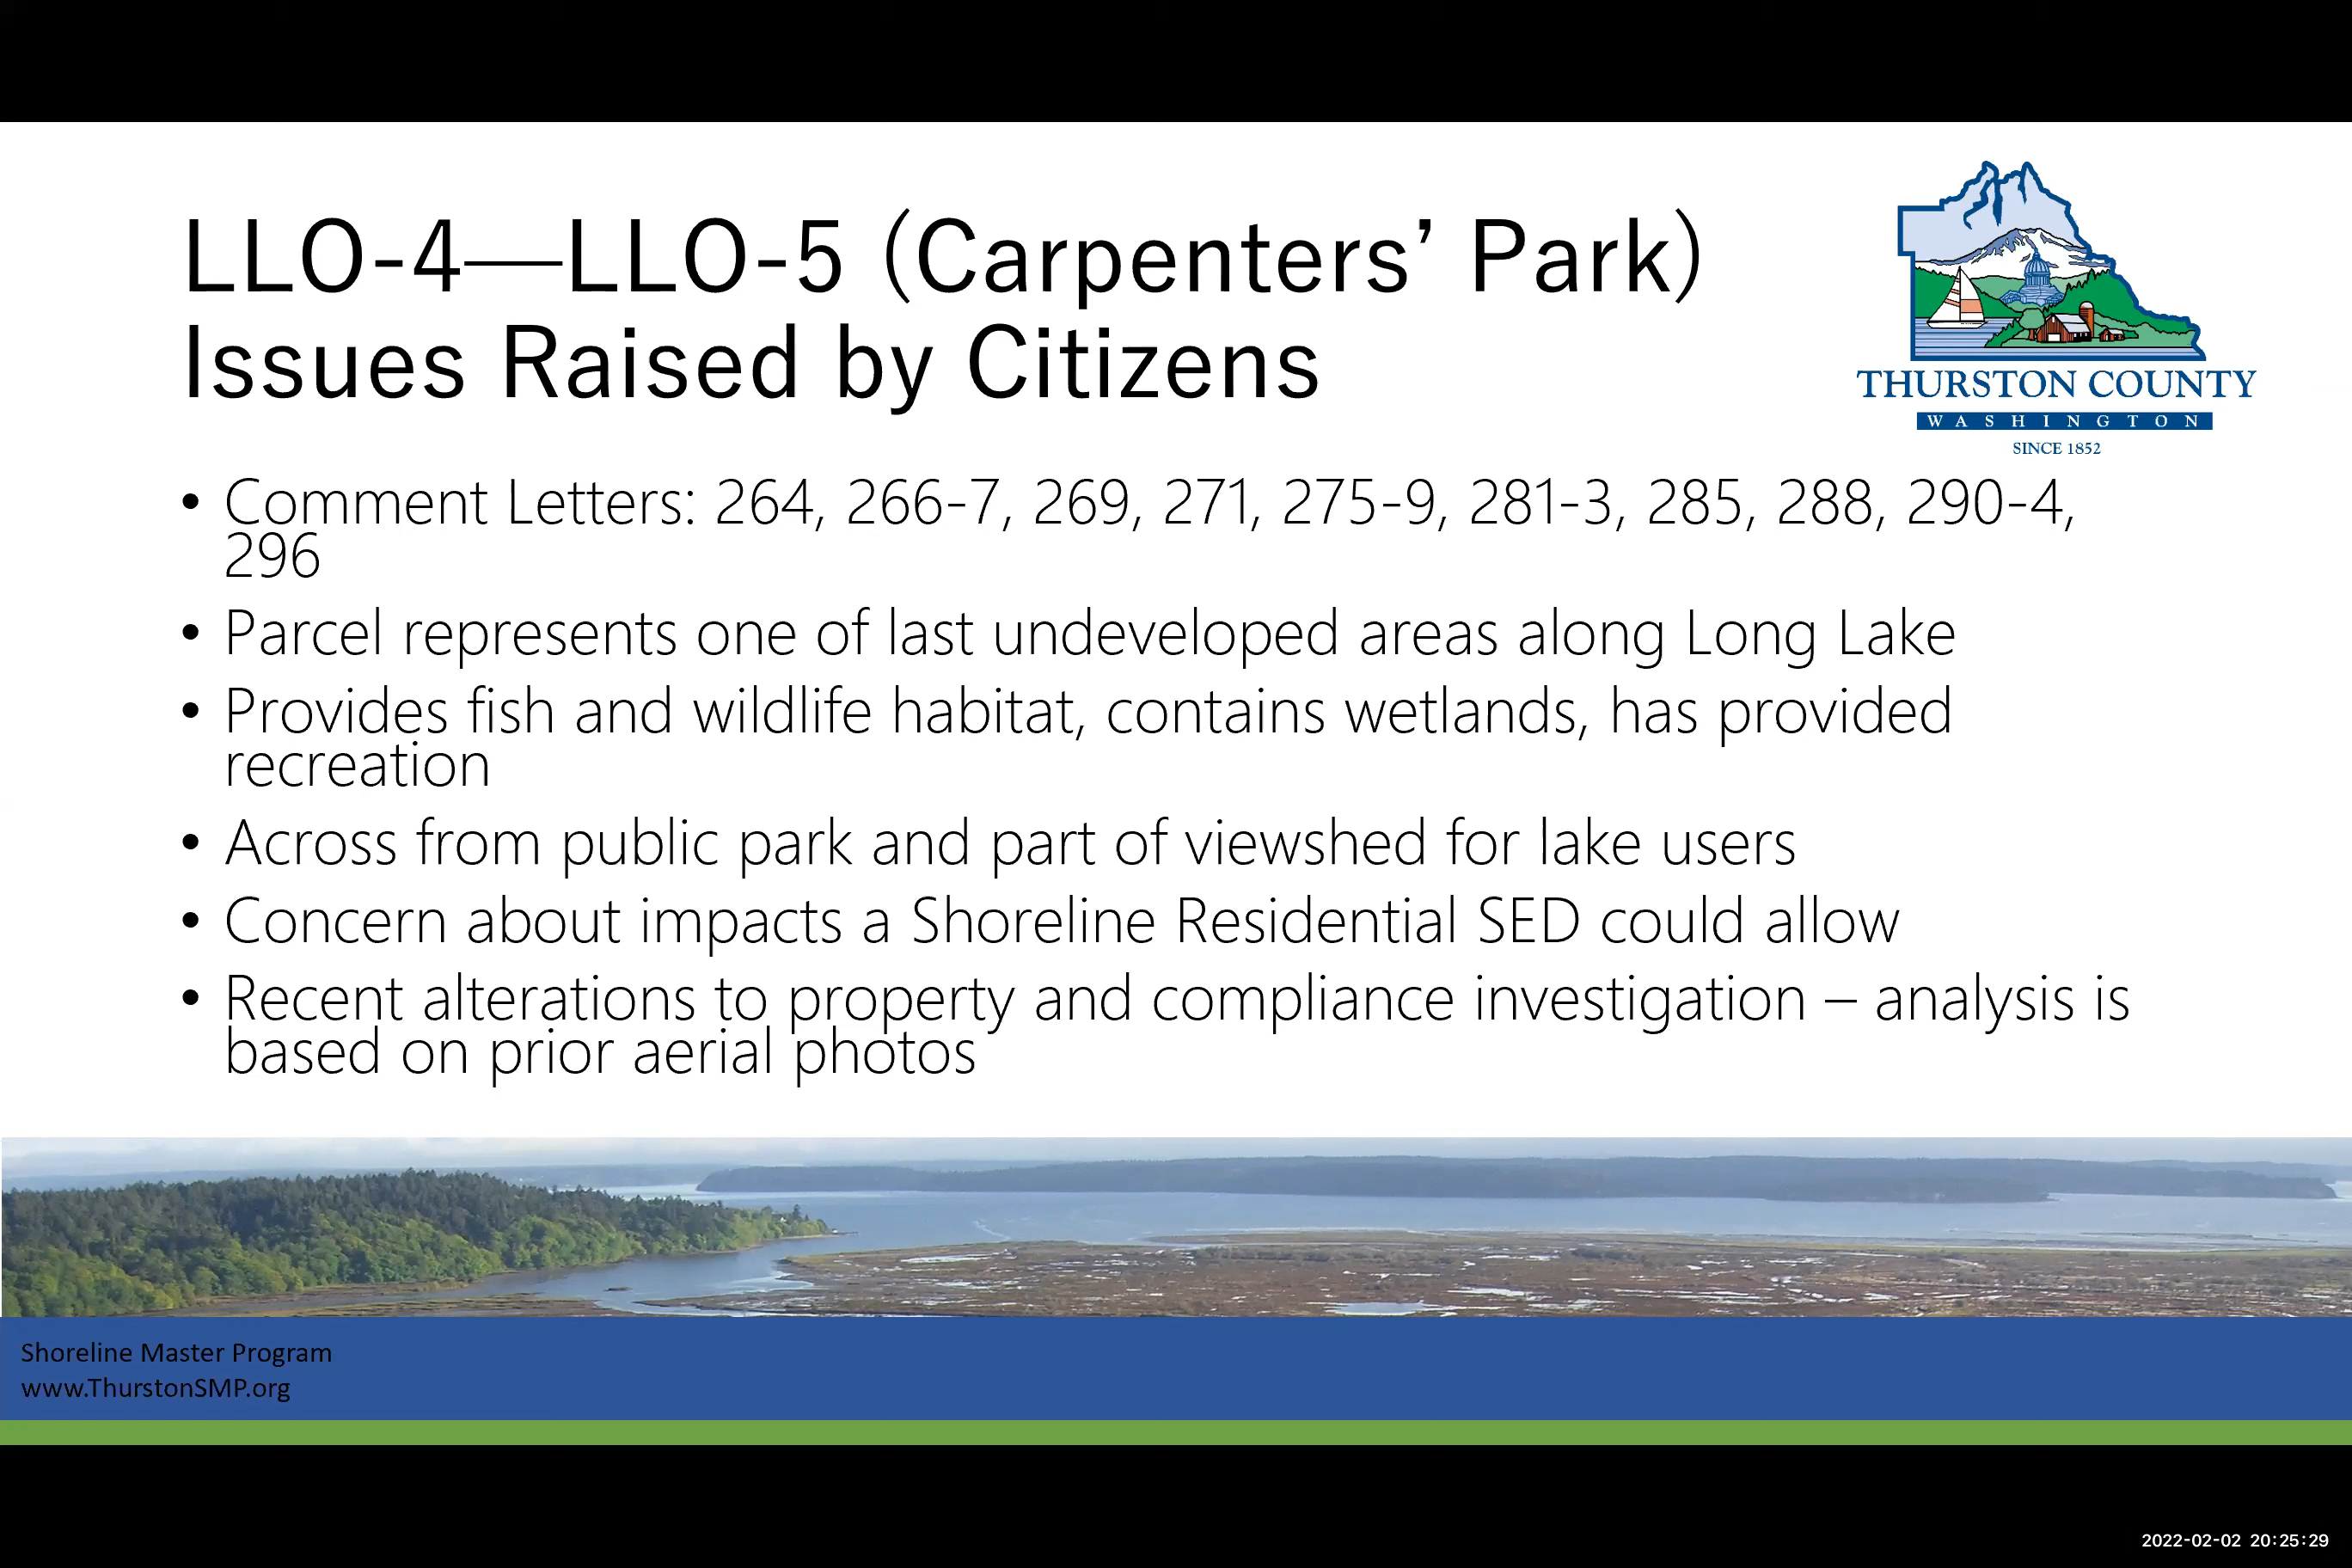 LLO-4—LLO-5 (Carpenters’ Park)
Issues Raised by Citizens
THURSTON COUNTY
WASHINGTON
SINCE 1852
• Comment Letters: 264, 266-7, 269, 271, 275-9, 281-3, 285, 288, 290-4,
296
• Parcel represents one of last undeveloped areas along Long Lake
• Provides fish and wildlife habitat, contains wetlands, has provided
recreation
• Across from public park and part of viewshed for lake users
• Concern about impacts a Shoreline Residential SED could allow
• Recent alterations to property and compliance investigation – analysis is
based on prior aerial photos
Shoreline Master Program
www.ThurstonSMP.org
2022-02-02 20:25:29